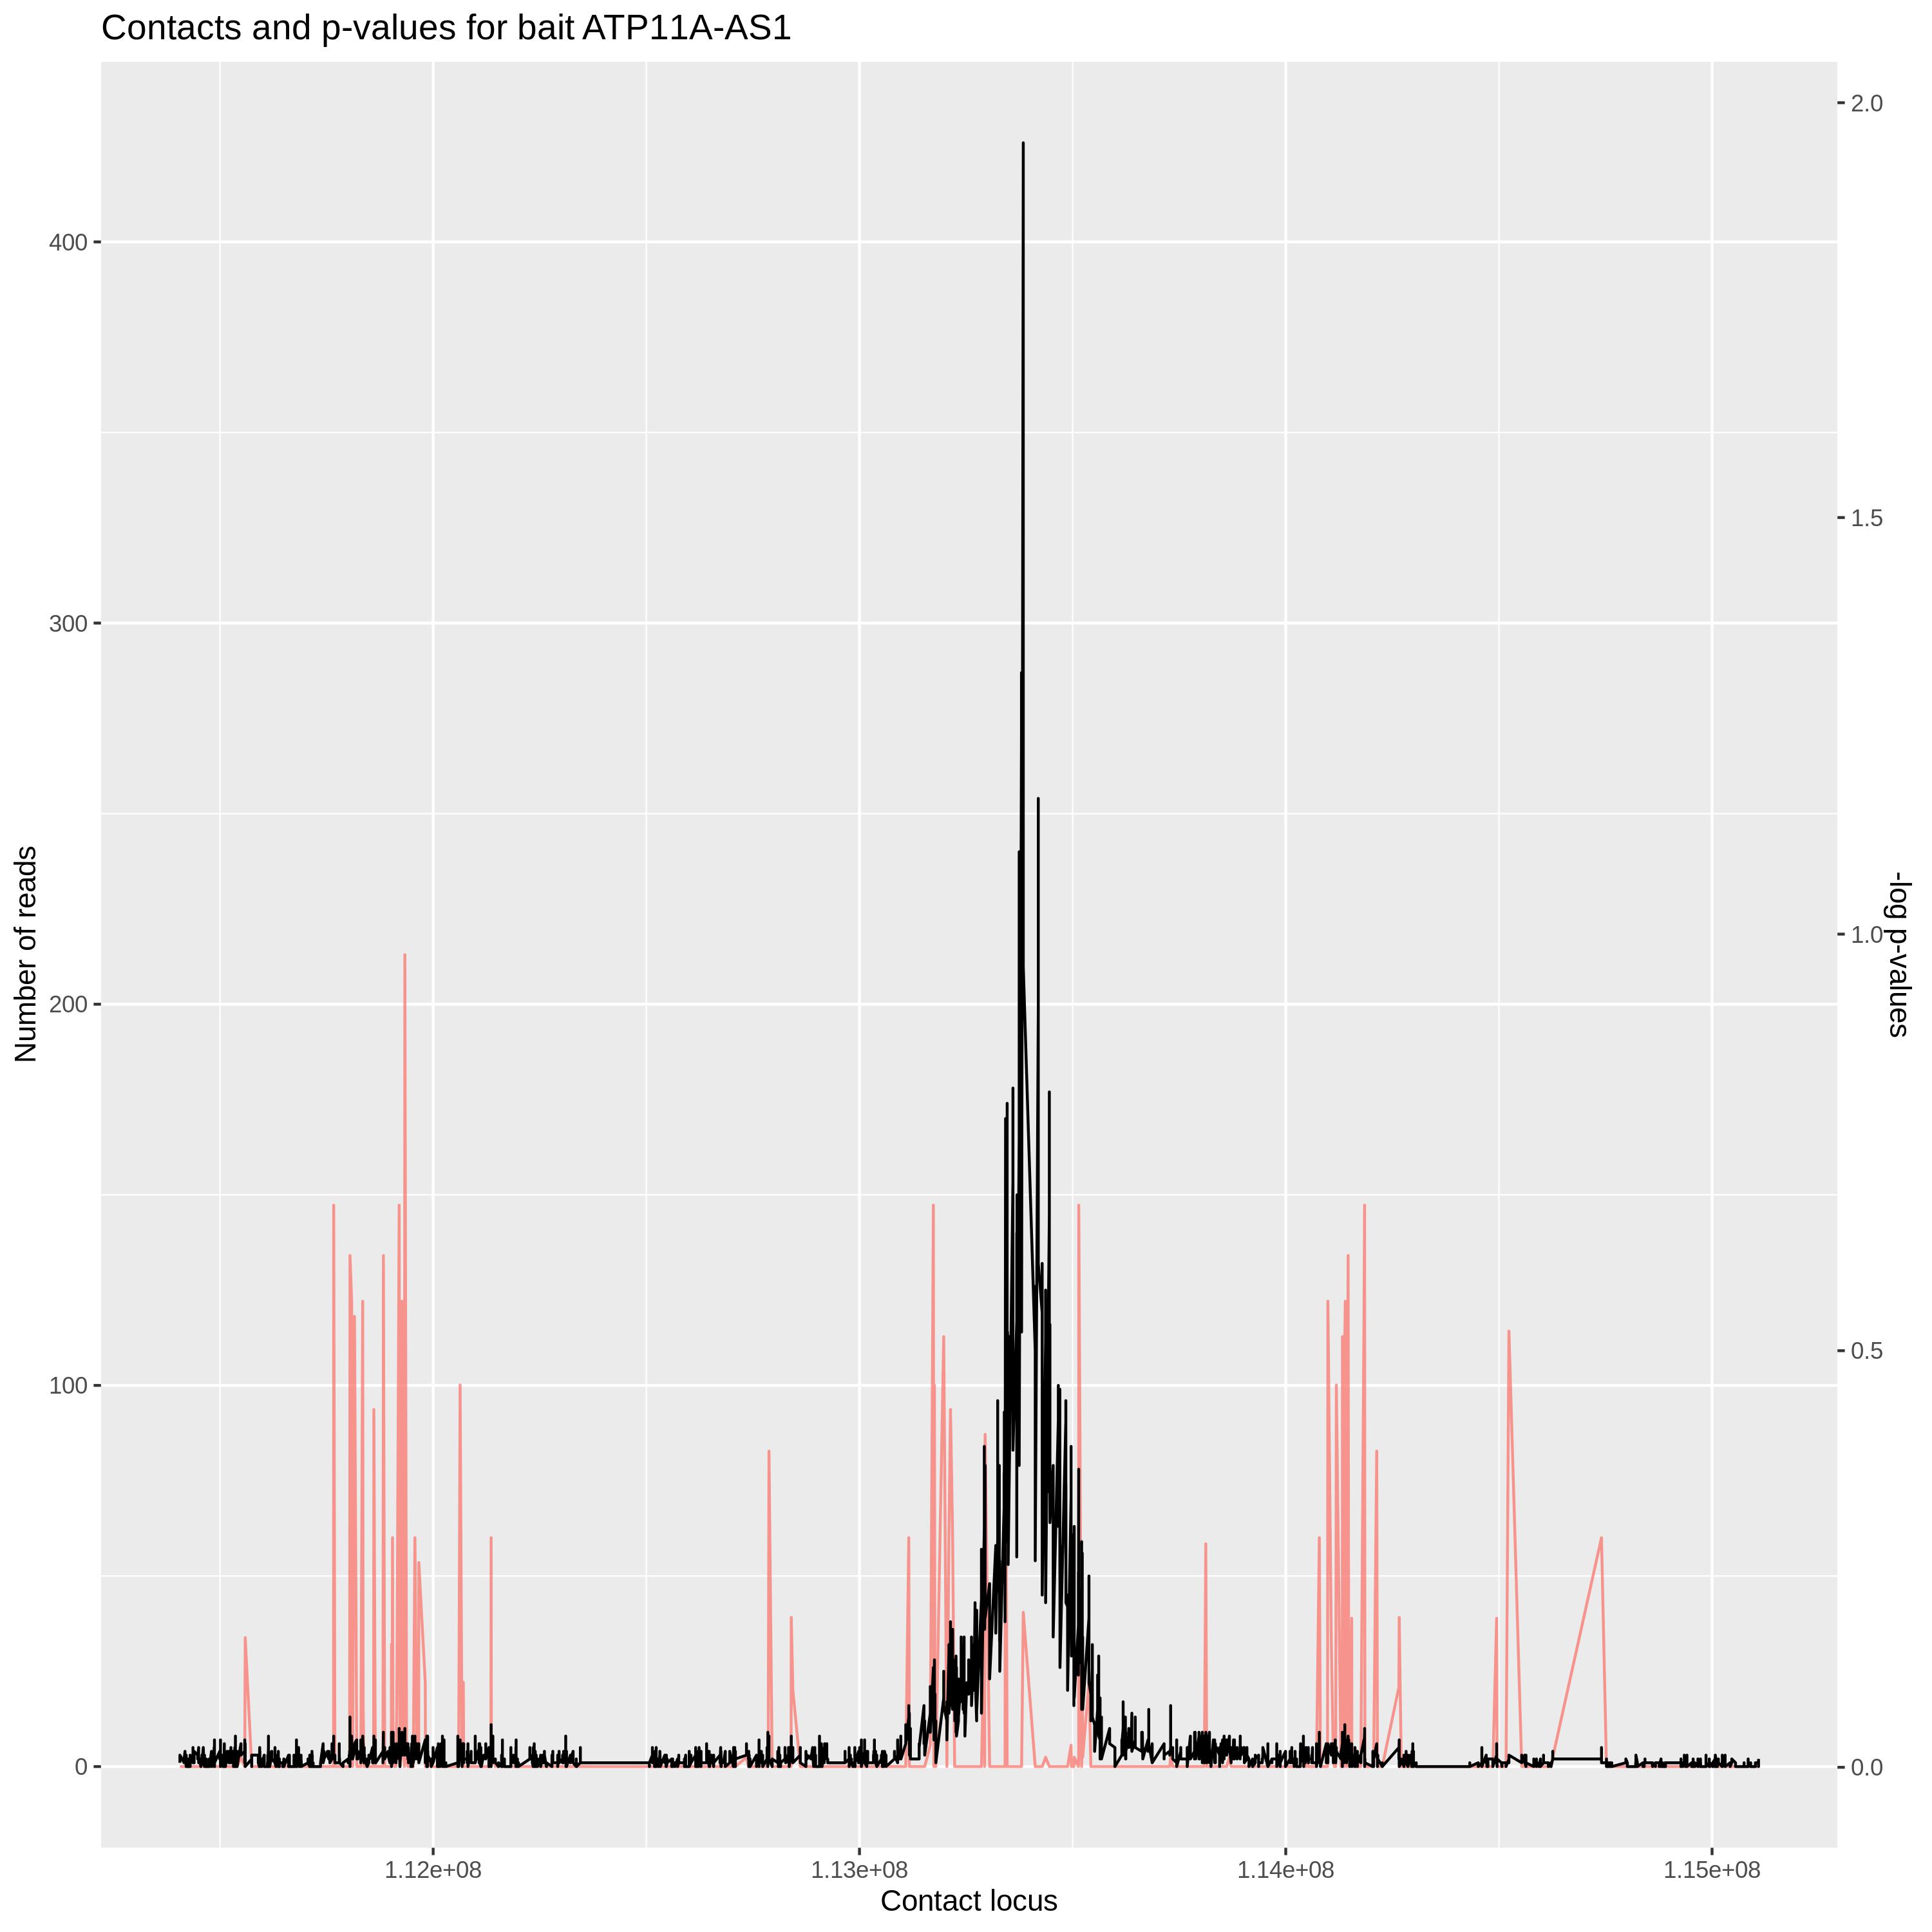 Contacts and p-values for bait ATP11A-AS1
2.0
400
1.5
300
1.0
200
0.5
100
0
0.0
Number of reads
-log p-values
1.12e+08
1.13e+08
1.14e+08
1.15e+08
Contact locus